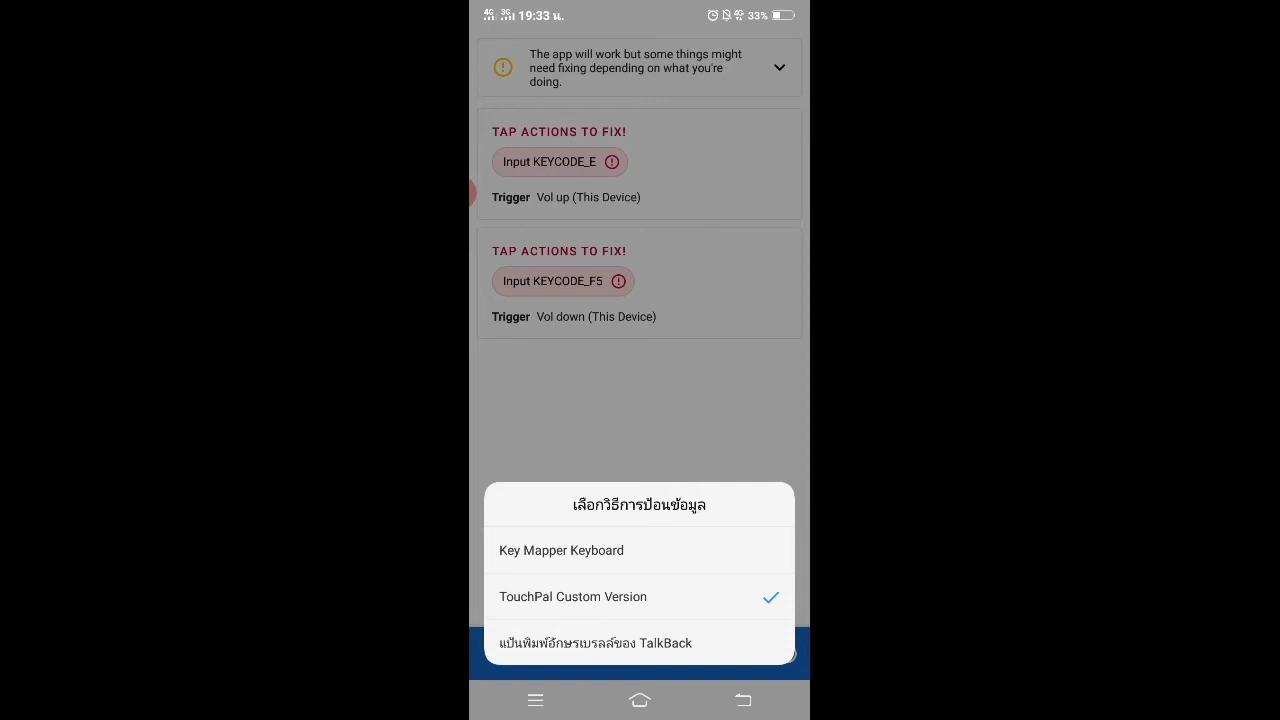 4G 3G 19:33 น. 4G 33%
The app will work but some things might
need fixing depending on what you're
doing.
TAP ACTIONS TO FIX!
Input KEYCODE_E
Trigger Vol up (This Device)
TAP ACTIONS TO FIX!
Input KEYCODE_F5
Trigger Vol down (This Device)
เลือกวิธีการป้อนข้อมูล
Key Mapper Keyboard
TouchPal Custom Version
แป้นพิมพ์อักษรเบรลล์ของ TalkBack